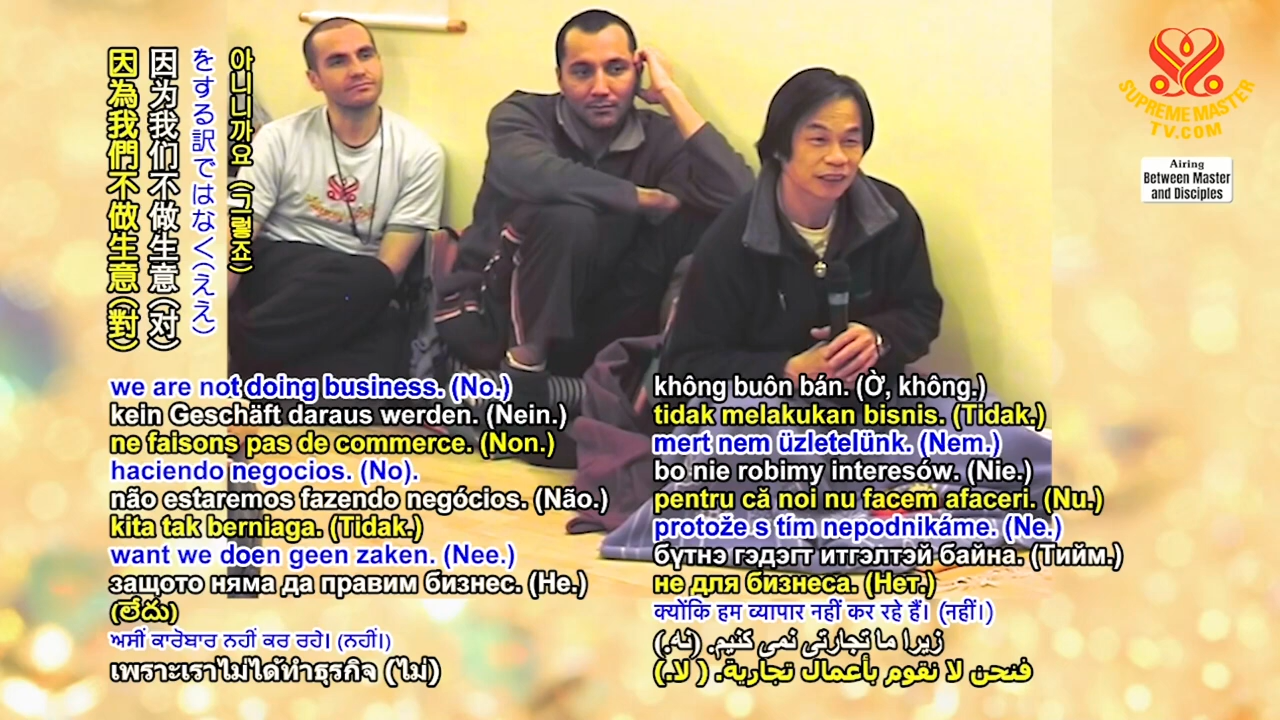 아니니까요 (그렇죠)
をする訳ではなく(ええ)
因为我们不做生意(对)
因為我們不做生意(對)
SUPREME MASTER
TV.COM
Airing
Between Master
and Disciples
we are not doing business. (No.)
kein Geschäft daraus werden. (Nein.)
ne faisons pas de commerce. (Non.)
haciendo negocios. (No).
não estaremos fazendo negócios. (Não.)
kita tak berniaga. (Tidak.)
want we doen geen zaken. (Nee.)
защото няма да правим бизнес. (Не.)
(లేదు)
ਅਸੀਂ ਕਾਰੋਬਾਰ ਨਹੀਂ ਕਰ ਰਹੇ। (ਨਹੀਂ।)
เพราะเราไม่ได้ทำธุรกิจ (ไม่)
không buôn bán. (Ờ, không.)
tidak melakukan bisnis. (Tidak.)
mert nem üzletelünk. (Nem.)
bo nie robimy interesów. (Nie.)
pentru că noi nu facem afaceri. (Nu.)
protože s tím nepodnikáme. (Ne.)
бүтнэ гэдэгт итгэлтэй байна. (Тийм.)
не для бизнеса. (Нет.)
क्योंकि हम व्यापार नहीं कर रहे हैं। (नहीं।)
زیرا ما تجارتی نمی کنیم. (نه.)
فنحن لا نقوم بأعمال تجارية. ( لا.)